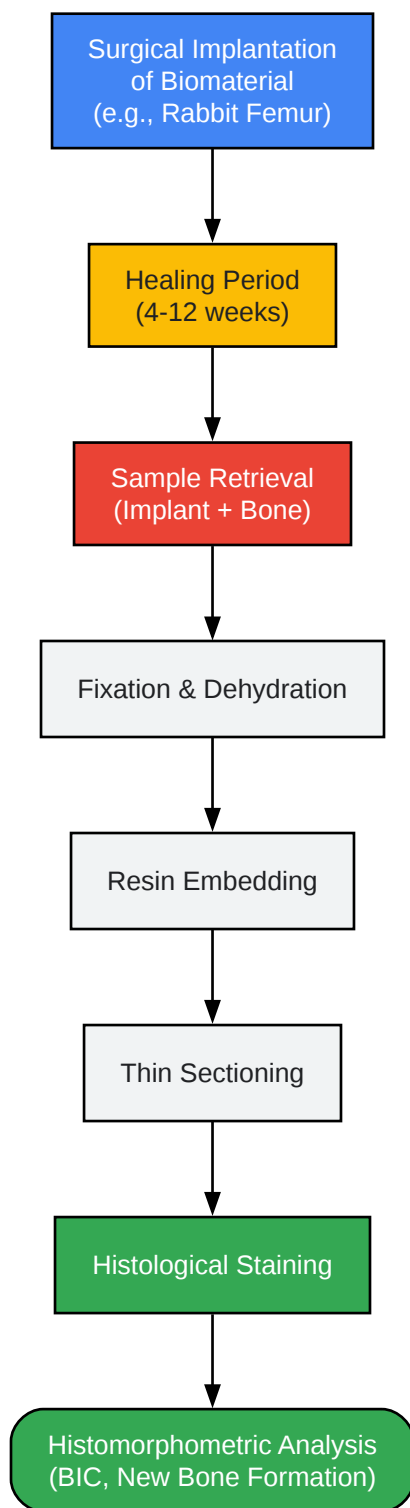 Surgical Implantation
of Biomaterial
(e.g., Rabbit Femur)
Healing Period
(4-12 weeks)
Sample Retrieval
(Implant + Bone)
Fixation & Dehydration
Resin Embedding
Thin Sectioning
Histological Staining
Histomorphometric Analysis
(BIC, New Bone Formation)